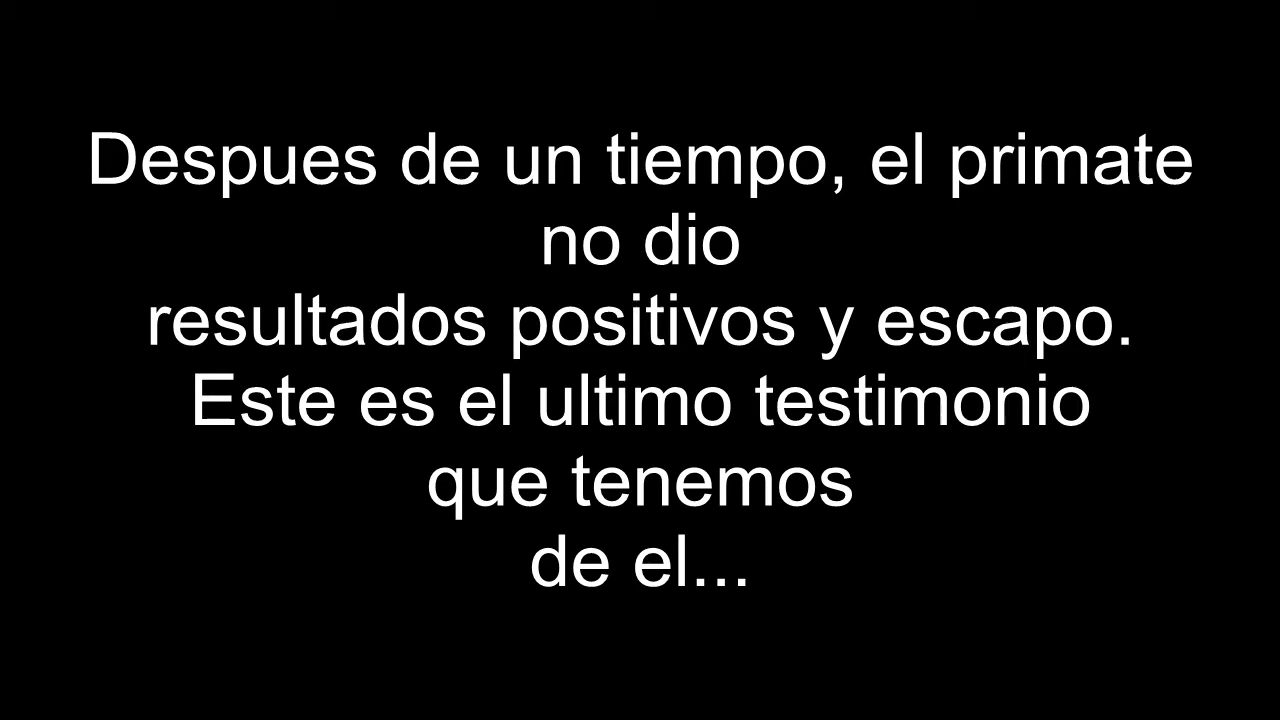 Despues de un tiempo, el primate
no dio
resultados positivos y escapo.
Este es el ultimo testimonio
que tenemos
de el...